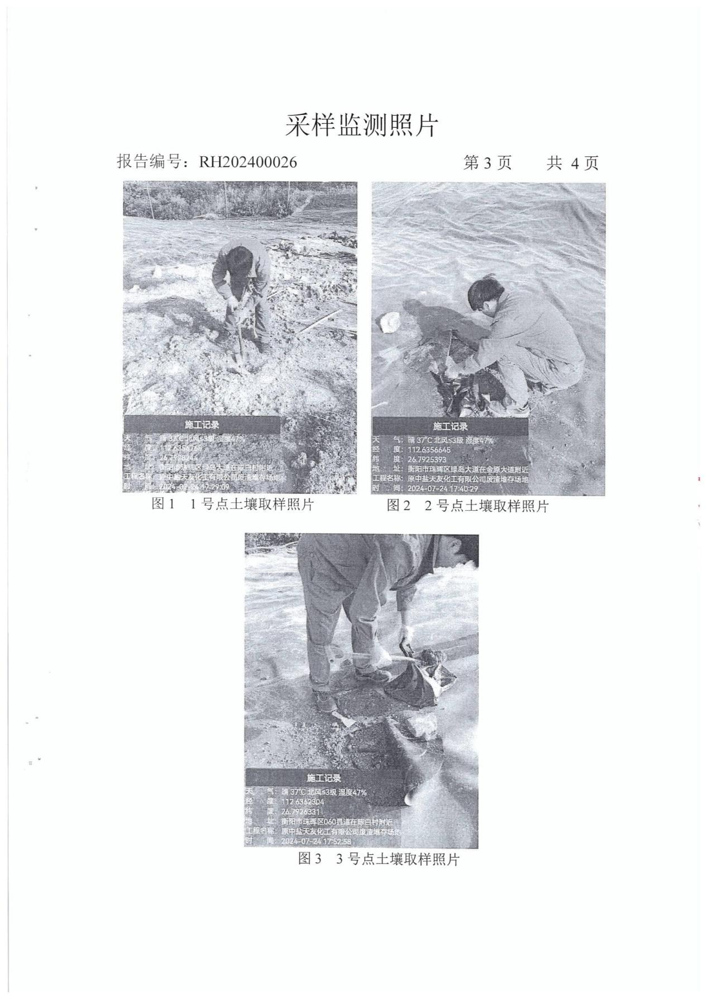 采样监测照片
报告编号：RH202400026 第3页 共 4页
施工记录
天 气：晴 37℃ 北风≤3级 湿度47%
经 度：
纬 度：
地 址：衡阳市珠晖区绿岛大道在陈白村附近
工程名称：原中盐天友化工有限公司废渣堆存场地
时 间：2024-07-24 17:29:09
图1 1号点土壤取样照片
施工记录
天 气：晴 37℃ 北风≤3级 湿度47%
经 度：112.6356645
纬 度：26.7925393
地 址：衡阳市珠晖区绿岛大道在金原大道附近
工程名称：原中盐天友化工有限公司废渣堆存场地
时 间：2024-07-24 17:40:29
图2 2号点土壤取样照片
施工记录
天 气：晴 37℃ 北风≤3级 湿度47%
经 度：112.6362304
纬 度：26.7926331
地 址：衡阳市珠晖区060县道在陈白村附近
工程名称：原中盐天友化工有限公司废渣堆存场地
时 间：2024-07-24 17:52:58
图3 3号点土壤取样照片